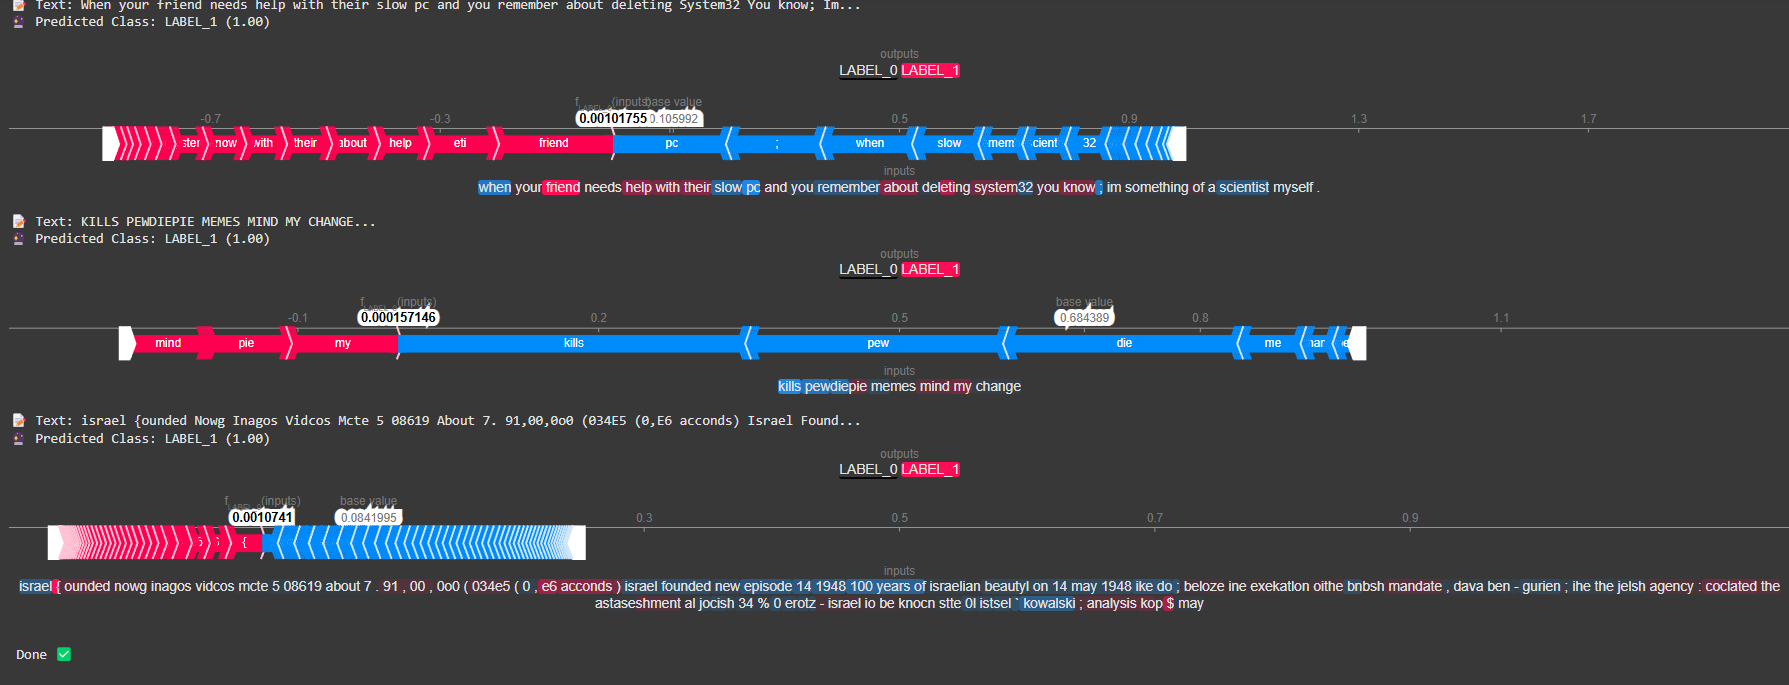 Text: When your friend needs help with their slow pc and you remember about deleting System32 You know; Im...
Predicted Class: LABEL_1 (1.00)
outputs
LABEL_0 LABEL_1
f (inputs) base value
-0.7 -0.3 0.00101755 0.105992 0.5 0.9 1.3 1.7
ster now with their about help eti friend pc ; when slow mem cient 32
inputs
when your friend needs help with their slow pc and you remember about deleting system32 you know ; im something of a scientist myself .
Text: KILLS PEWDIEPIE MEMES MIND MY CHANGE...
Predicted Class: LABEL_1 (1.00)
outputs
LABEL_0 LABEL_1
f (inputs) base value
-0.1 0.000157146 0.2 0.5 0.684389 0.8 1.1
mind pie my kills pew die me
inputs
kills pewdiepie memes mind my change
Text: israel {ounded Nowg Inagos Vidcos Mcte 5 08619 About 7. 91,00,0o0 (034E5 (0,E6 acconds) Israel Found...
Predicted Class: LABEL_1 (1.00)
outputs
LABEL_0 LABEL_1
f (inputs) base value
0.0010741 0.0841995 0.3 0.5 0.7 0.9
{
inputs
israel { ounded nowg inagos vidcos mcte 5 08619 about 7 . 91 , 00 , 0o0 ( 034e5 ( 0 , e6 acconds ) israel founded new episode 14 1948 100 years of israelian beautyl on 14 may 1948 ike do ; beloze ine exekatlon oithe bnbsh mandate , dava ben - gurien ; ihe the jelsh agency : coclated the
astaseshment al jocish 34 % 0 erotz - israel io be knocn stte 0l istsel ` kowalski ; analysis kop $ may
Done